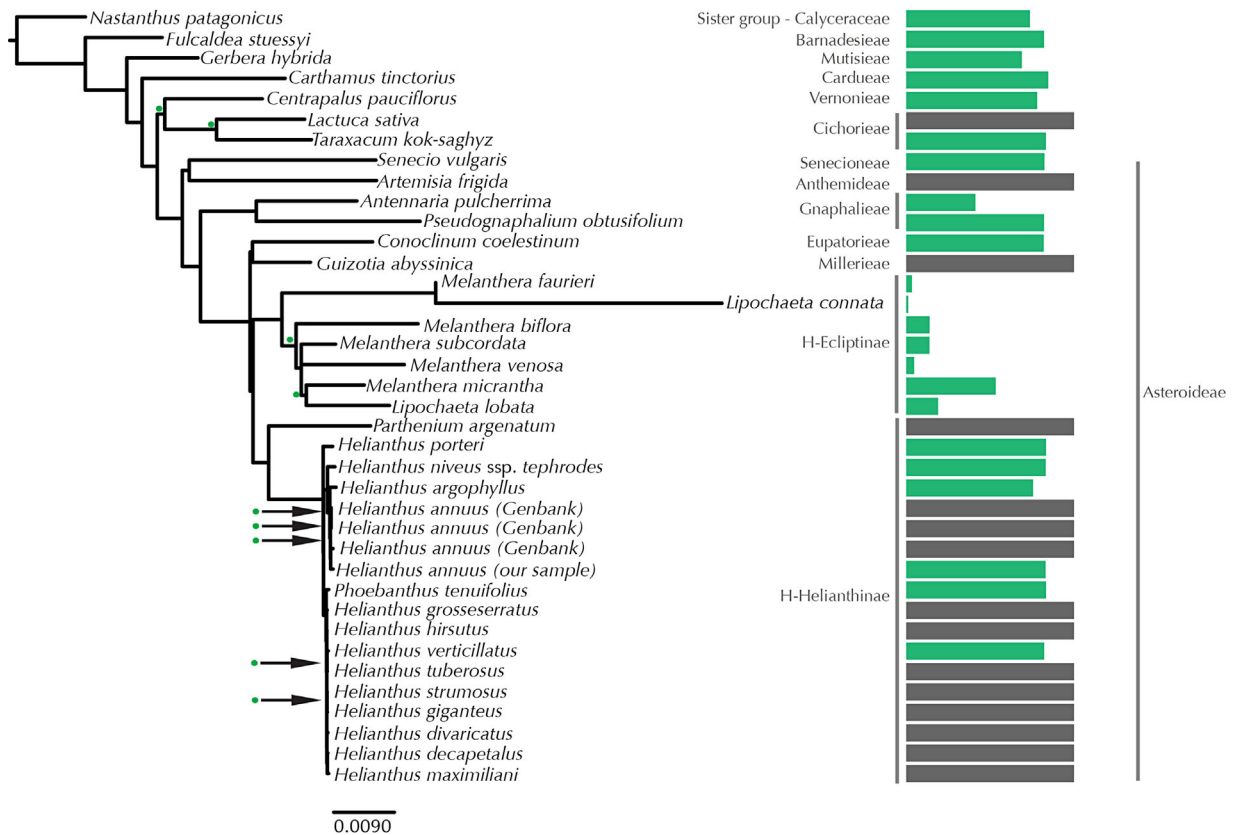 Nastanthus patagonicus
Fulcaldea stuessyi
Gerbera hybrida
Carthamus tinctorius
Centrapalus pauciflorus
Lactuca sativa
Taraxacum kok-saghyz
Senecio vulgaris
Artemisia frigida
Antennaria pulcherrima
Pseudognaphalium obtusifolium
Conoclinum coelestinum
Guizotia abyssinica
Melanthera faurieri
Lipochaeta connata
Melanthera biflora
Melanthera subcordata
Melanthera venosa
Melanthera micrantha
Lipochaeta lobata
Parthenium argenatum
Helianthus porteri
Helianthus niveus ssp. tephrodes
Helianthus argophyllus
Helianthus annuus (Genbank)
Helianthus annuus (Genbank)
Helianthus annuus (Genbank)
Helianthus annuus (our sample)
Phoebanthus tenuifolius
Helianthus grosseserratus
Helianthus hirsutus
Helianthus verticillatus
Helianthus tuberosus
Helianthus strumosus
Helianthus giganteus
Helianthus divaricatus
Helianthus decapetalus
Helianthus maximiliani
0.0090
Sister group - Calyceraceae
Barnadesieae
Mutisieae
Cardueae
Vernonieae
Cichorieae
Senecioneae
Anthemideae
Gnaphalieae
Eupatorieae
Millerieae
H-Ecliptinae
H-Helianthinae
Asteroideae